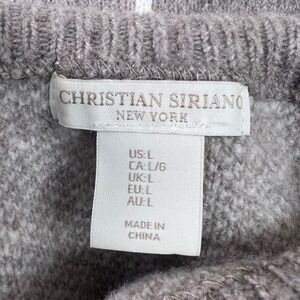 CHRISTIAN SIRIANO
NEW YORK
US:L
CA:L/G
UK:L
EU:L
AU:L
MADE IN
CHINA